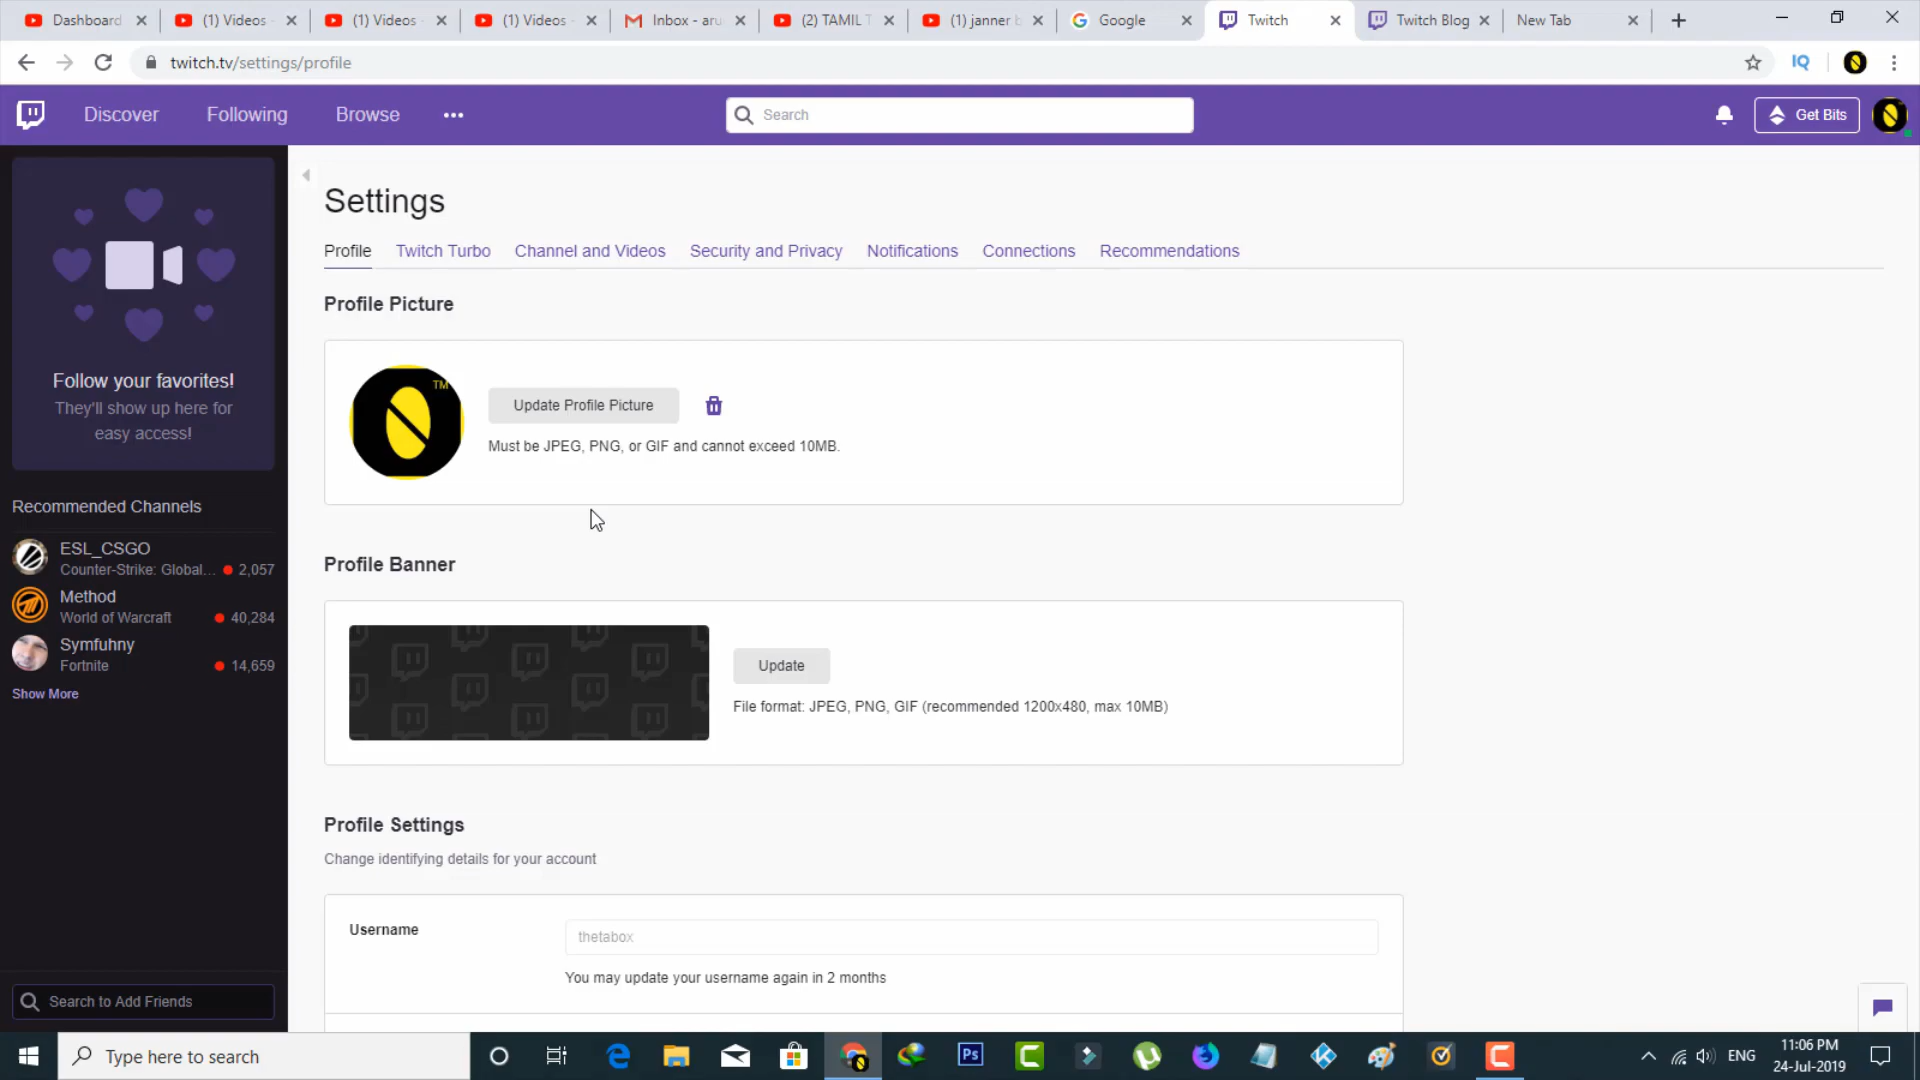 Dashboard
(1) Videos
(1) Videos -
(1) Videos
Inbox - aru
(2) TAMIL T
(1) janner b
Google
Twitch
Twitch Blog
New Tab
twitch.tv/settings/profile
IQ
Discover
Following
Browse
Search
Get Bits
Follow your favorites!
They'll show up here for
easy access!
Recommended Channels
ESL_CSGO
Counter-Strike: Global... 2,057
Method
World of Warcraft 40,284
Symfuhny
Fortnite 14,659
Show More
Search to Add Friends
Settings
Profile Twitch Turbo Channel and Videos Security and Privacy Notifications Connections Recommendations
Profile Picture
TM
Update Profile Picture
Must be JPEG, PNG, or GIF and cannot exceed 10MB.
Profile Banner
Update
File format: JPEG, PNG, GIF (recommended 1200x480, max 10MB)
Profile Settings
Change identifying details for your account
Username
thetabox
You may update your username again in 2 months
Type here to search
Ps
ENG
11:06 PM
24-Jul-2019